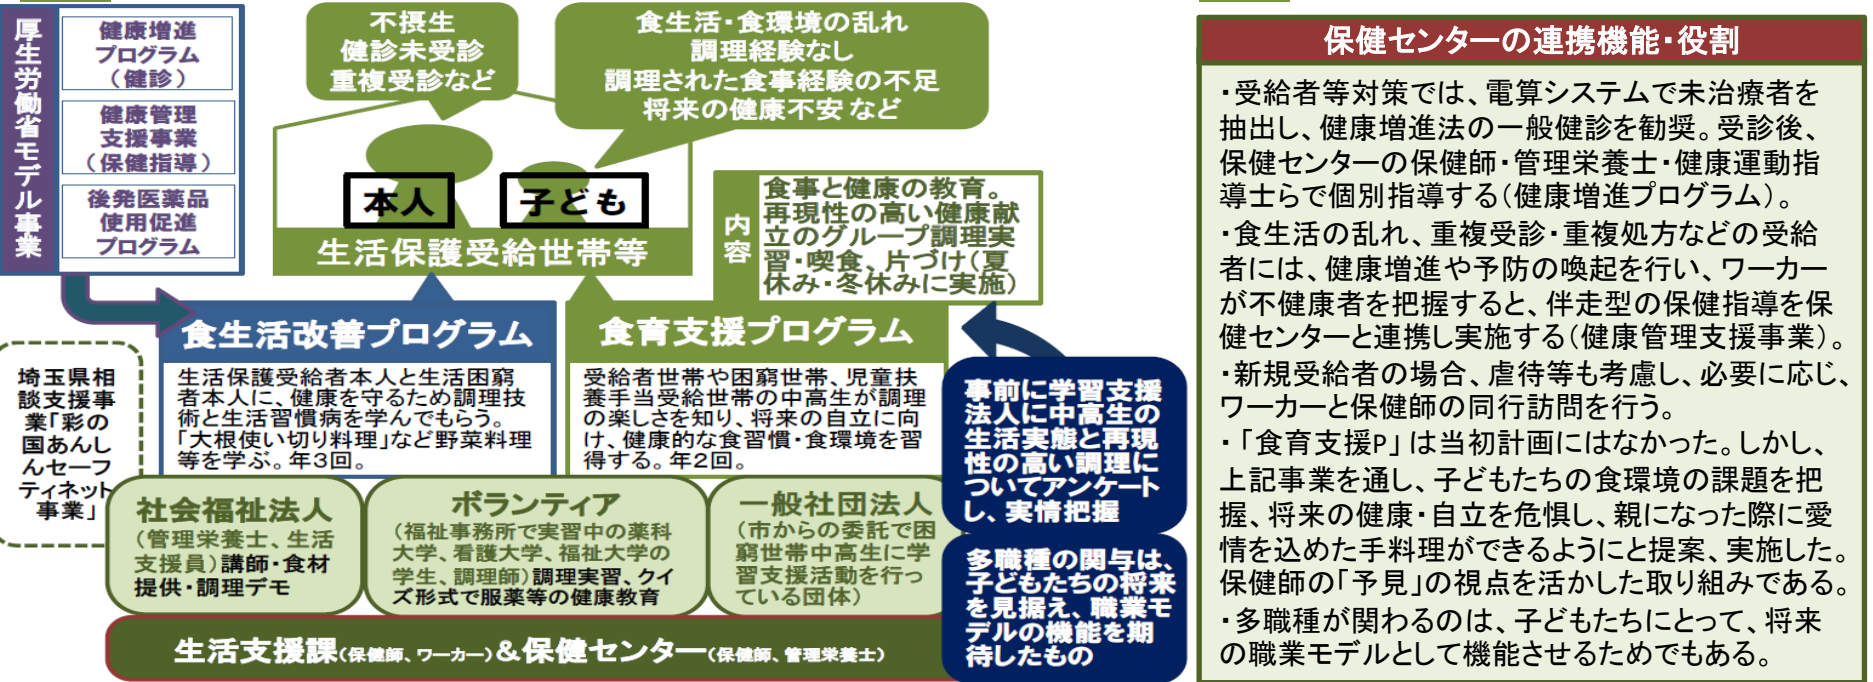 厚生労働省モデル事業
健康増進
プログラム
（健診）
健康管理
支援事業
（保健指導）
後発医薬品
使用促進
プログラム
不摂生
健診未受診
重複受診など
食生活・食環境の乱れ
調理経験なし
調理された食事経験の不足
将来の健康不安 など
本人
子ども
生活保護受給世帯等
内容
食事と健康の教育。
再現性の高い健康献
立のグループ調理実
習・喫食、片づけ（夏
休み・冬休みに実施）
食生活改善プログラム
生活保護受給者本人と生活困窮
者本人に、健康を守るため調理技
術と生活習慣病を学んでもらう。
「大根使い切り料理」など野菜料理
等を学ぶ。年3回。
食育支援プログラム
受給者世帯や困窮世帯、児童扶
養手当受給世帯の中高生が調理
の楽しさを知り、将来の自立に向
け、健康的な食習慣・食環境を習
得する。年2回。
埼玉県相
談支援事
業「彩の
国あんし
んセーフ
ティネット
事業」
社会福祉法人
（管理栄養士、生活
支援員）講師・食材
提供・調理デモ
ボランティア
（福祉事務所で実習中の薬科
大学、看護大学、福祉大学の
学生、調理師）調理実習、クイ
ズ形式で服薬等の健康教育
一般社団法人
（市からの委託で困
窮世帯中高生に学
習支援活動を行っ
ている団体）
事前に学習支援
法人に中高生の
生活実態と再現
性の高い調理に
ついてアンケート
し、実情把握
多職種の関与は、
子どもたちの将来
を見据え、職業モ
デルの機能を期
待したもの
生活支援課（保健師、ワーカー）＆保健センター（保健師、管理栄養士）
保健センターの連携機能・役割
・受給者等対策では、電算システムで未治療者を
抽出し、健康増進法の一般健診を勧奨。受診後、
保健センターの保健師・管理栄養士・健康運動指
導士らで個別指導する（健康増進プログラム）。
・食生活の乱れ、重複受診・重複処方などの受給
者には、健康増進や予防の喚起を行い、ワーカー
が不健康者を把握すると、伴走型の保健指導を保
健センターと連携し実施する（健康管理支援事業）。
・新規受給者の場合、虐待等も考慮し、必要に応じ、
ワーカーと保健師の同行訪問を行う。
・「食育支援P」は当初計画にはなかった。しかし、
上記事業を通し、子どもたちの食環境の課題を把
握、将来の健康・自立を危惧し、親になった際に愛
情を込めた手料理ができるようにと提案、実施した。
保健師の「予見」の視点を活かした取り組みである。
・多職種が関わるのは、子どもたちにとって、将来
の職業モデルとして機能させるためでもある。